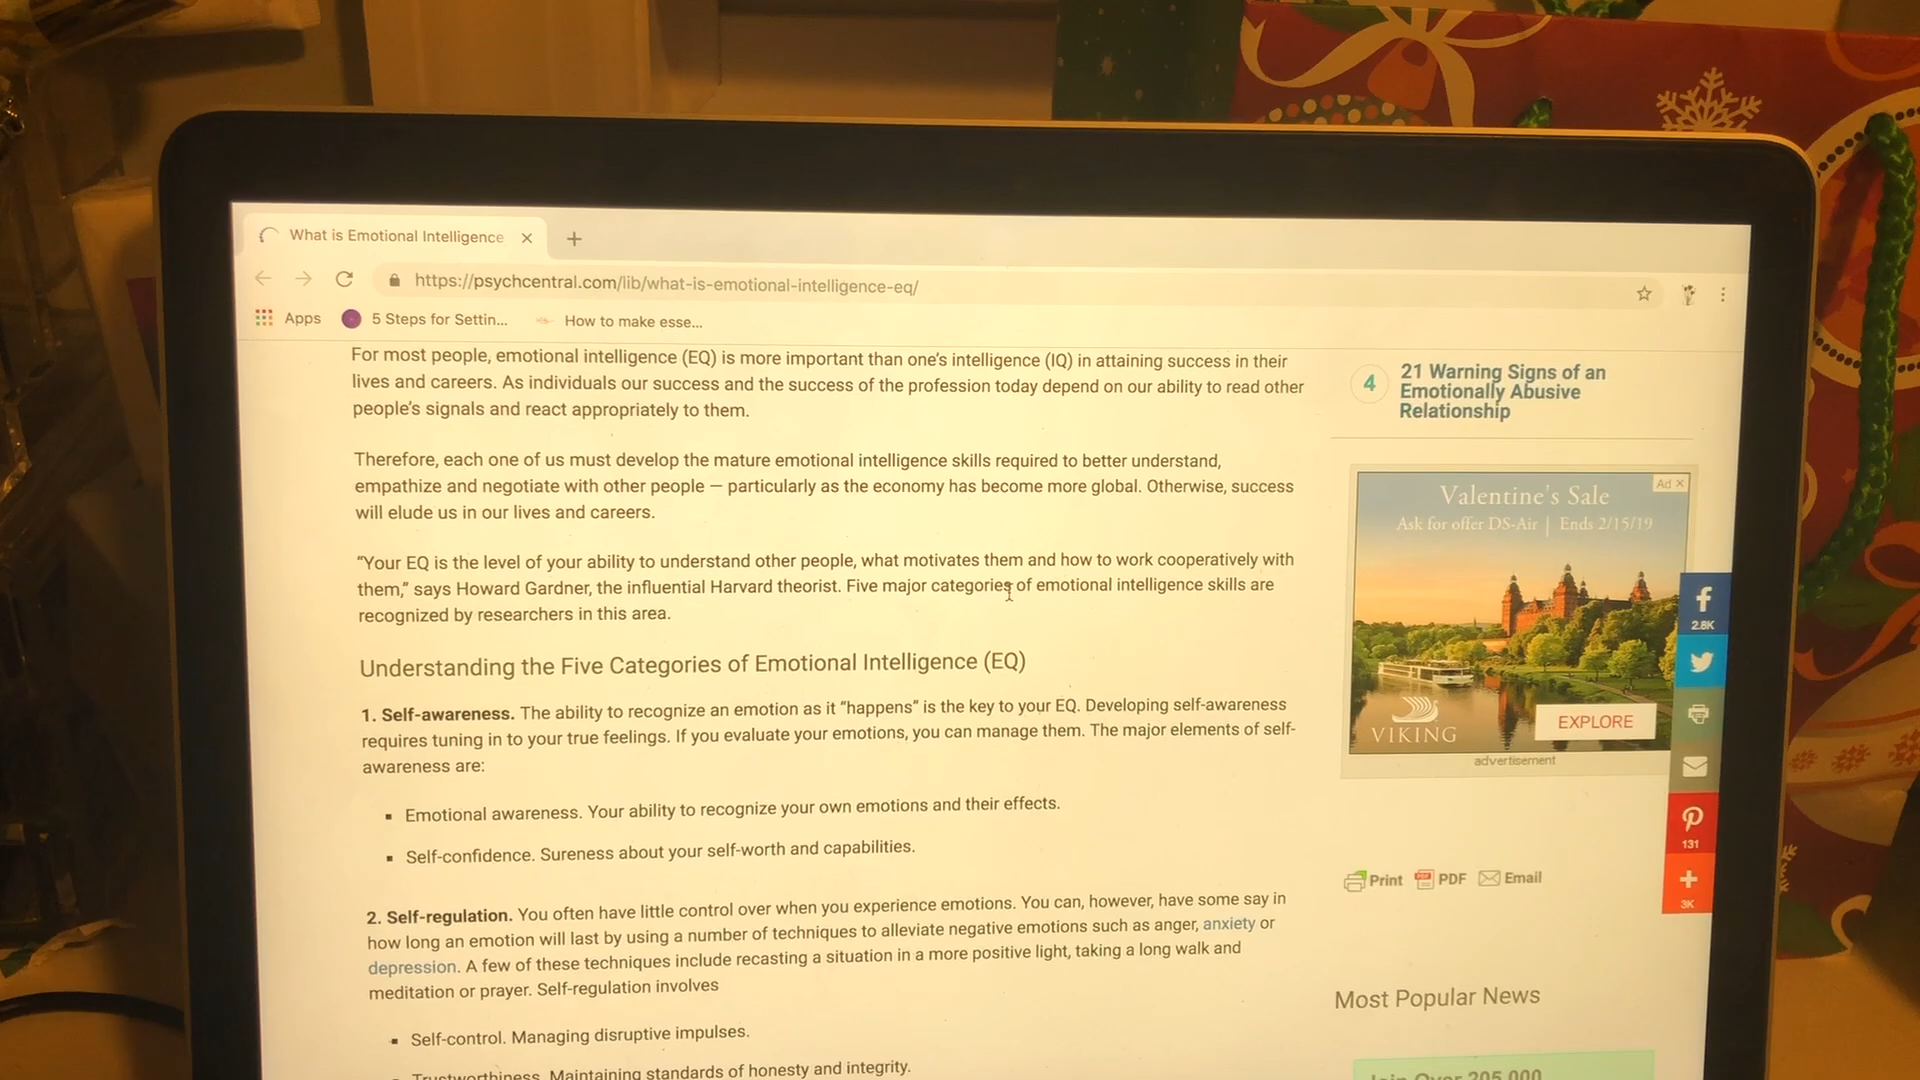 What is Emotional Intelligence
https://psychcentral.com/lib/what-is-emotional-intelligence-eq/
Apps 5 Steps for Settin... How to make esse...
For most people, emotional intelligence (EQ) is more important than one's intelligence (IQ) in attaining success in their
lives and careers. As individuals our success and the success of the profession today depend on our ability to read other
people's signals and react appropriately to them.
Therefore, each one of us must develop the mature emotional intelligence skills required to better understand,
empathize and negotiate with other people — particularly as the economy has become more global. Otherwise, success
will elude us in our lives and careers.
“Your EQ is the level of your ability to understand other people, what motivates them and how to work cooperatively with
them,” says Howard Gardner, the influential Harvard theorist. Five major categories of emotional intelligence skills are
recognized by researchers in this area.
Understanding the Five Categories of Emotional Intelligence (EQ)
1. Self-awareness. The ability to recognize an emotion as it “happens” is the key to your EQ. Developing self-awareness
requires tuning in to your true feelings. If you evaluate your emotions, you can manage them. The major elements of self-
awareness are:
▪ Emotional awareness. Your ability to recognize your own emotions and their effects.
▪ Self-confidence. Sureness about your self-worth and capabilities.
2. Self-regulation. You often have little control over when you experience emotions. You can, however, have some say in
how long an emotion will last by using a number of techniques to alleviate negative emotions such as anger, anxiety or
depression. A few of these techniques include recasting a situation in a more positive light, taking a long walk and
meditation or prayer. Self-regulation involves
▪ Self-control. Managing disruptive impulses.
▪ Trustworthiness. Maintaining standards of honesty and integrity.
4
21 Warning Signs of an
Emotionally Abusive
Relationship
Ad
Valentine's Sale
Ask for offer DS-Air | Ends 2/15/19
VIKING
EXPLORE
advertisement
2.8K
131
3K
Print PDF Email
Most Popular News
Join Over 205,000